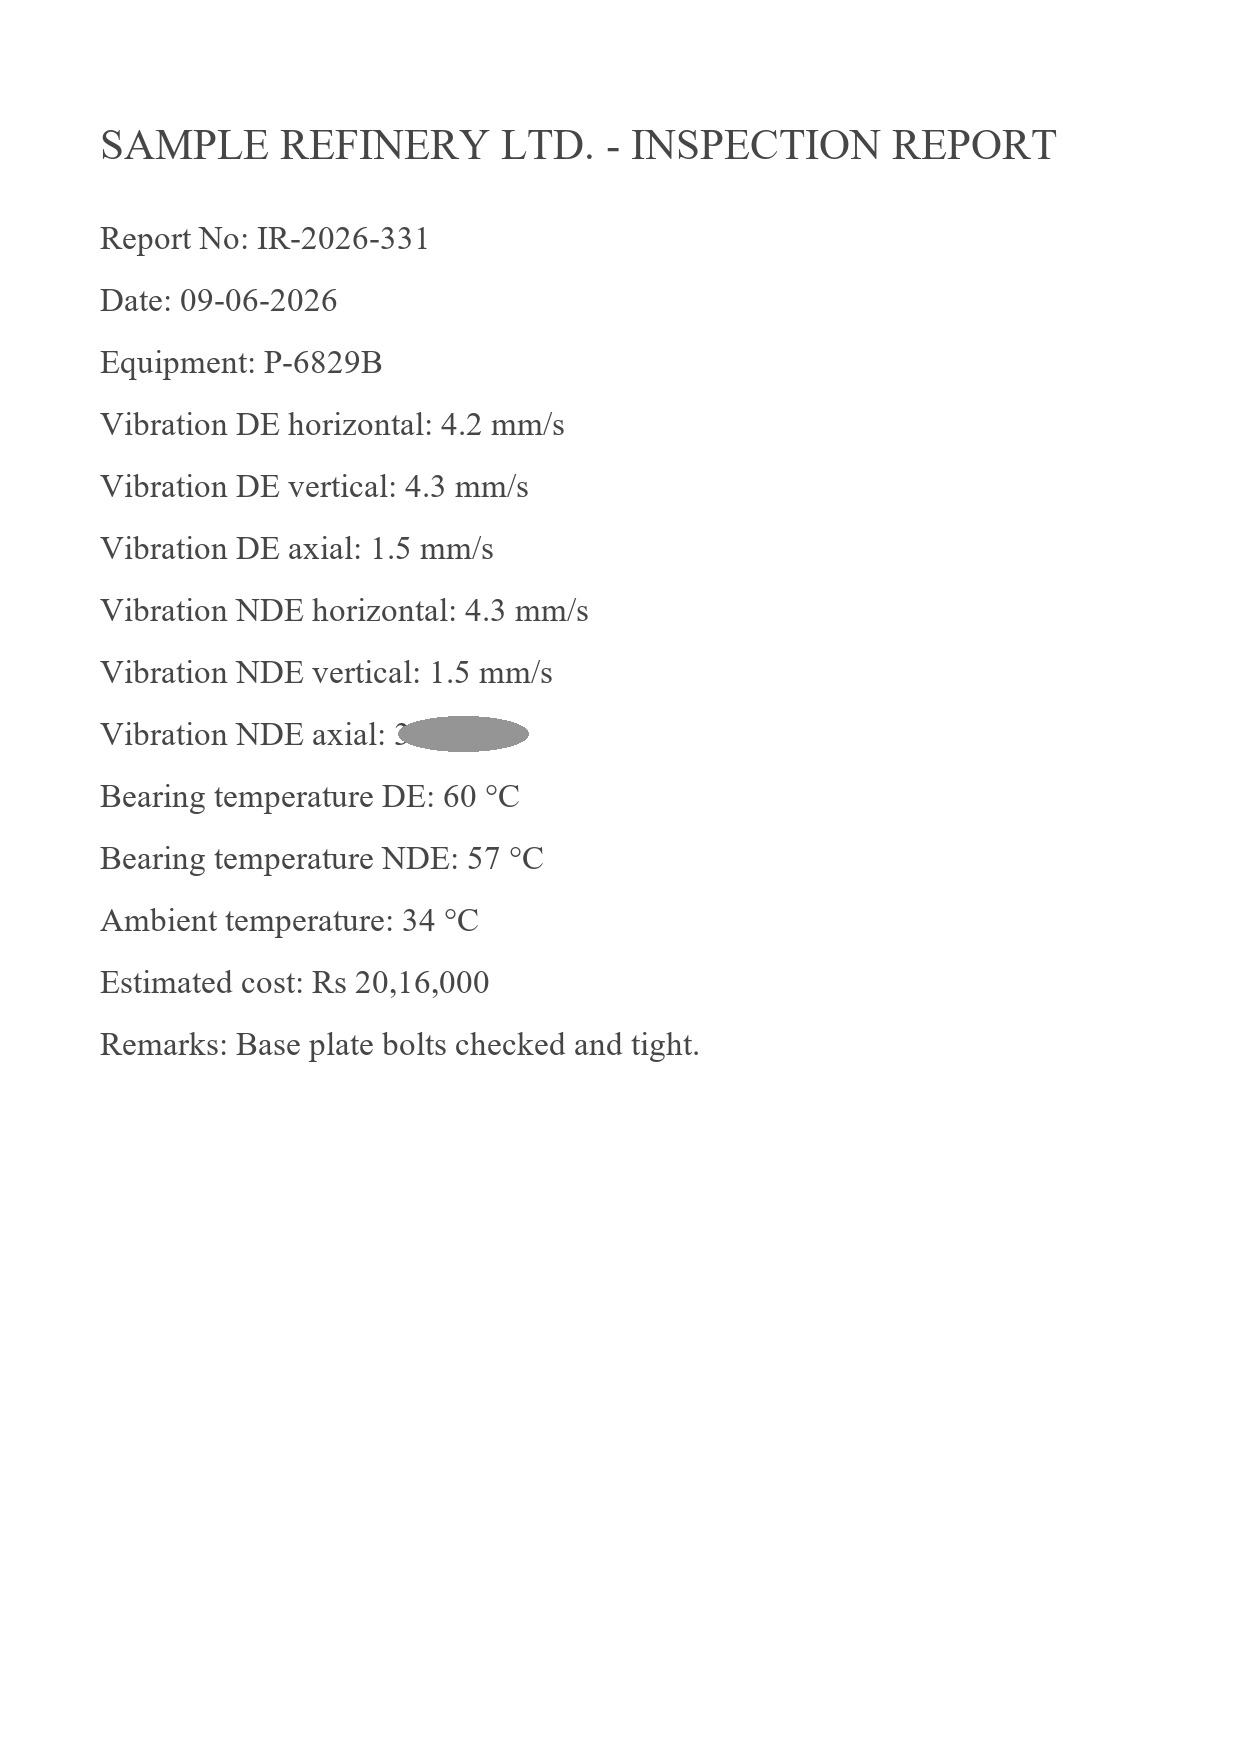 SAMPLE REFINERY LTD. - INSPECTION REPORT
Report No: IR-2026-331
Date: 09-06-2026
Equipment: P-6829B
Vibration DE horizontal: 4.2 mm/s
Vibration DE vertical: 4.3 mm/s
Vibration DE axial: 1.5 mm/s
Vibration NDE horizontal: 4.3 mm/s
Vibration NDE vertical: 1.5 mm/s
Vibration NDE axial:
Bearing temperature DE: 60 °C
Bearing temperature NDE: 57 °C
Ambient temperature: 34 °C
Estimated cost: Rs 20,16,000
Remarks: Base plate bolts checked and tight.